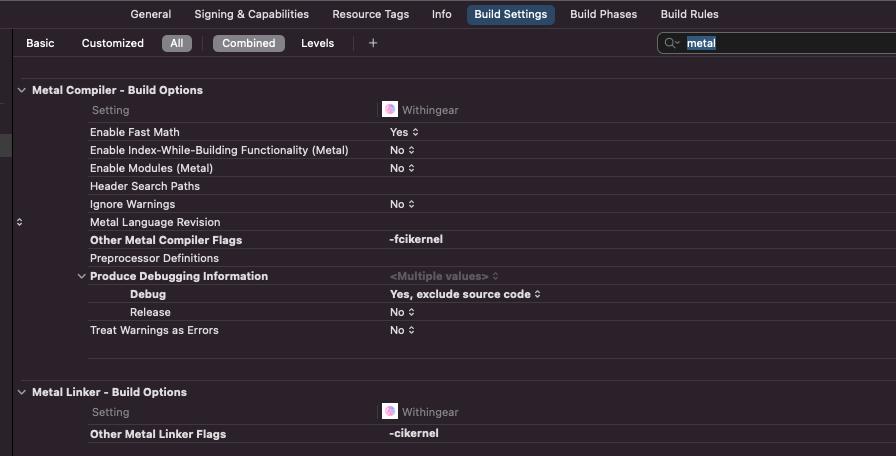 General Signing & Capabilities Resource Tags Info Build Settings Build Phases Build Rules
Basic Customized All Combined Levels + metal
Metal Compiler - Build Options
Setting Withingear
Enable Fast Math Yes
Enable Index-While-Building Functionality (Metal) No
Enable Modules (Metal) No
Header Search Paths
Ignore Warnings No
Metal Language Revision
Other Metal Compiler Flags -fcikernel
Preprocessor Definitions
Produce Debugging Information <Multiple values>
Debug Yes, exclude source code
Release No
Treat Warnings as Errors No
Metal Linker - Build Options
Setting Withingear
Other Metal Linker Flags -cikernel